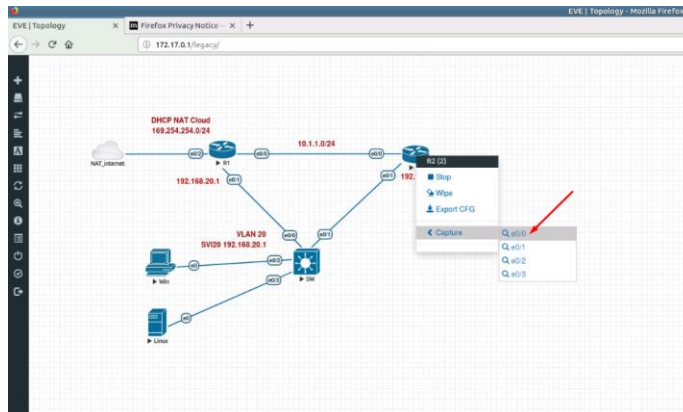 EVE | Topology - Mozilla Firefox
EVE | Topology × Firefox Privacy Notice — × +
172.17.0.1/legacy/
DHCP NAT Cloud
169.254.254.0/24
10.1.1.0/24
NAT_internet
e0/2
R1
e0/0
e0/0
R2 (2)
Stop
Wipe
Export CFG
Capture
e0/0
e0/1
e0/2
e0/3
192.168.20.1
e0/1
e0/1
192.
VLAN 20
SVI20 192.168.20.1
e0/0
e0/1
e0
Win
e0/2
SW
e0/3
e0
Linux